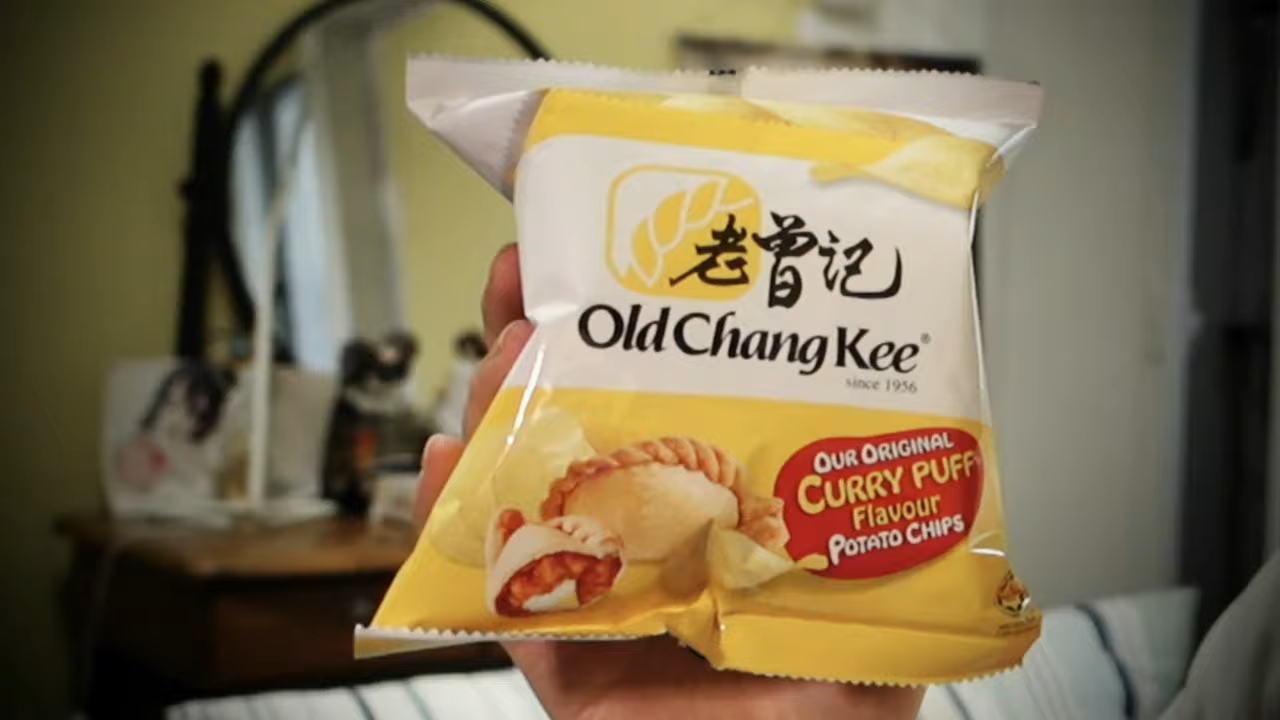 老曾记
Old Chang Kee®
since 1956
OUR ORIGINAL
CURRY PUFF
Flavour
POTATO CHIPS